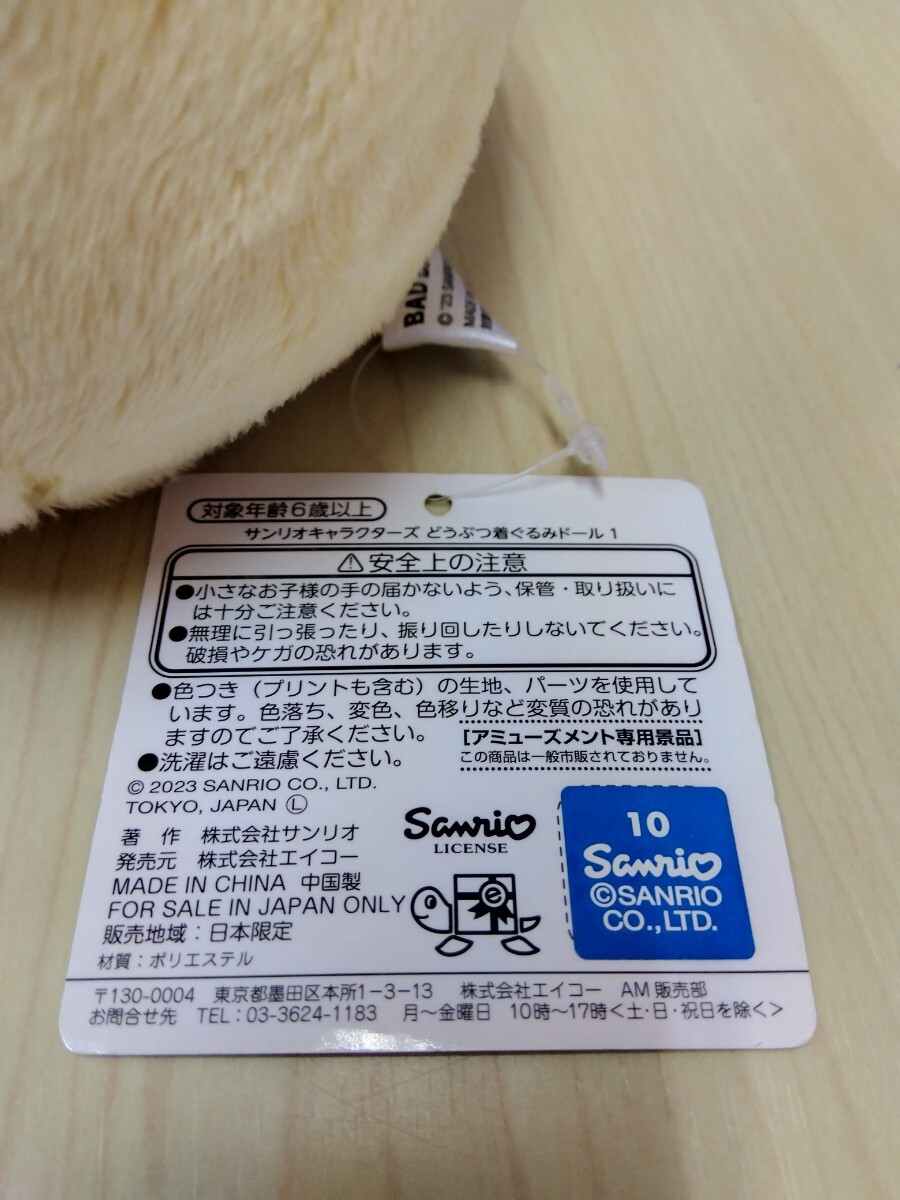 BAD
© '23 SANR
MADE
対象年齢6歳以上
サンリオキャラクターズ どうぶつ着ぐるみドール 1
⚠安全上の注意
●小さなお子様の手の届かないよう、保管・取り扱いに
は十分ご注意ください。
●無理に引っ張ったり、振り回したりしないでください。
破損やケガの恐れがあります。
●色つき（プリントも含む）の生地、パーツを使用して
います。色落ち、変色、色移りなど変質の恐れがあり
ますのでご了承ください。
●洗濯はご遠慮ください。
［アミューズメント専用景品］
この商品は一般市販されておりません。
© 2023 SANRIO CO., LTD.
TOKYO, JAPAN Ⓛ
著 作 株式会社サンリオ
発売元 株式会社エイコー
MADE IN CHINA 中国製
FOR SALE IN JAPAN ONLY
販売地域：日本限定
材質：ポリエステル
Sanrio
LICENSE
10
Sanrio
©SANRIO
CO.,LTD.
〒130-0004 東京都墨田区本所1-3-13 株式会社エイコー AM販売部
お問合せ先 TEL：03-3624-1183 月～金曜日 10時～17時＜土・日・祝日を除く＞